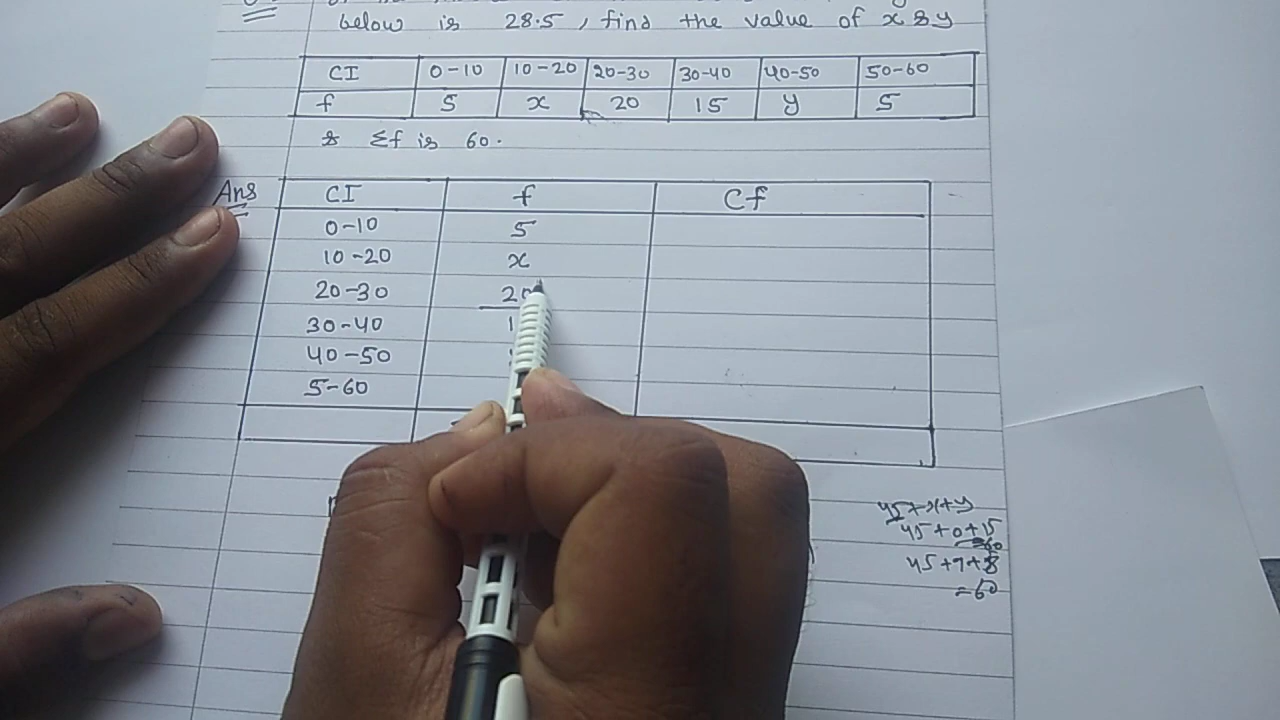 below is 28.5, find the value of x & y
CI 0-10 10-20 20-30 30-40 40-50 50-60
f 5 x 20 15 y 5
& Σf is 60.
Ans CI f Cf
0-10 5
10-20 x
20-30 20
30-40 1
40-50
5-60
45+x+y
45+0+15
=60
45+7+8
=60